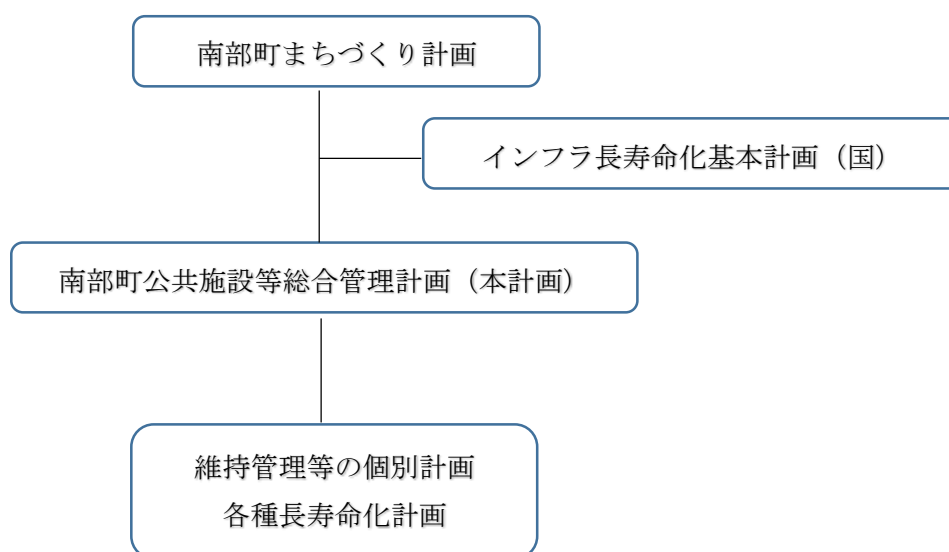 南部町まちづくり計画
インフラ長寿命化基本計画（国）
南部町公共施設等総合管理計画（本計画）
維持管理等の個別計画
各種長寿命化計画